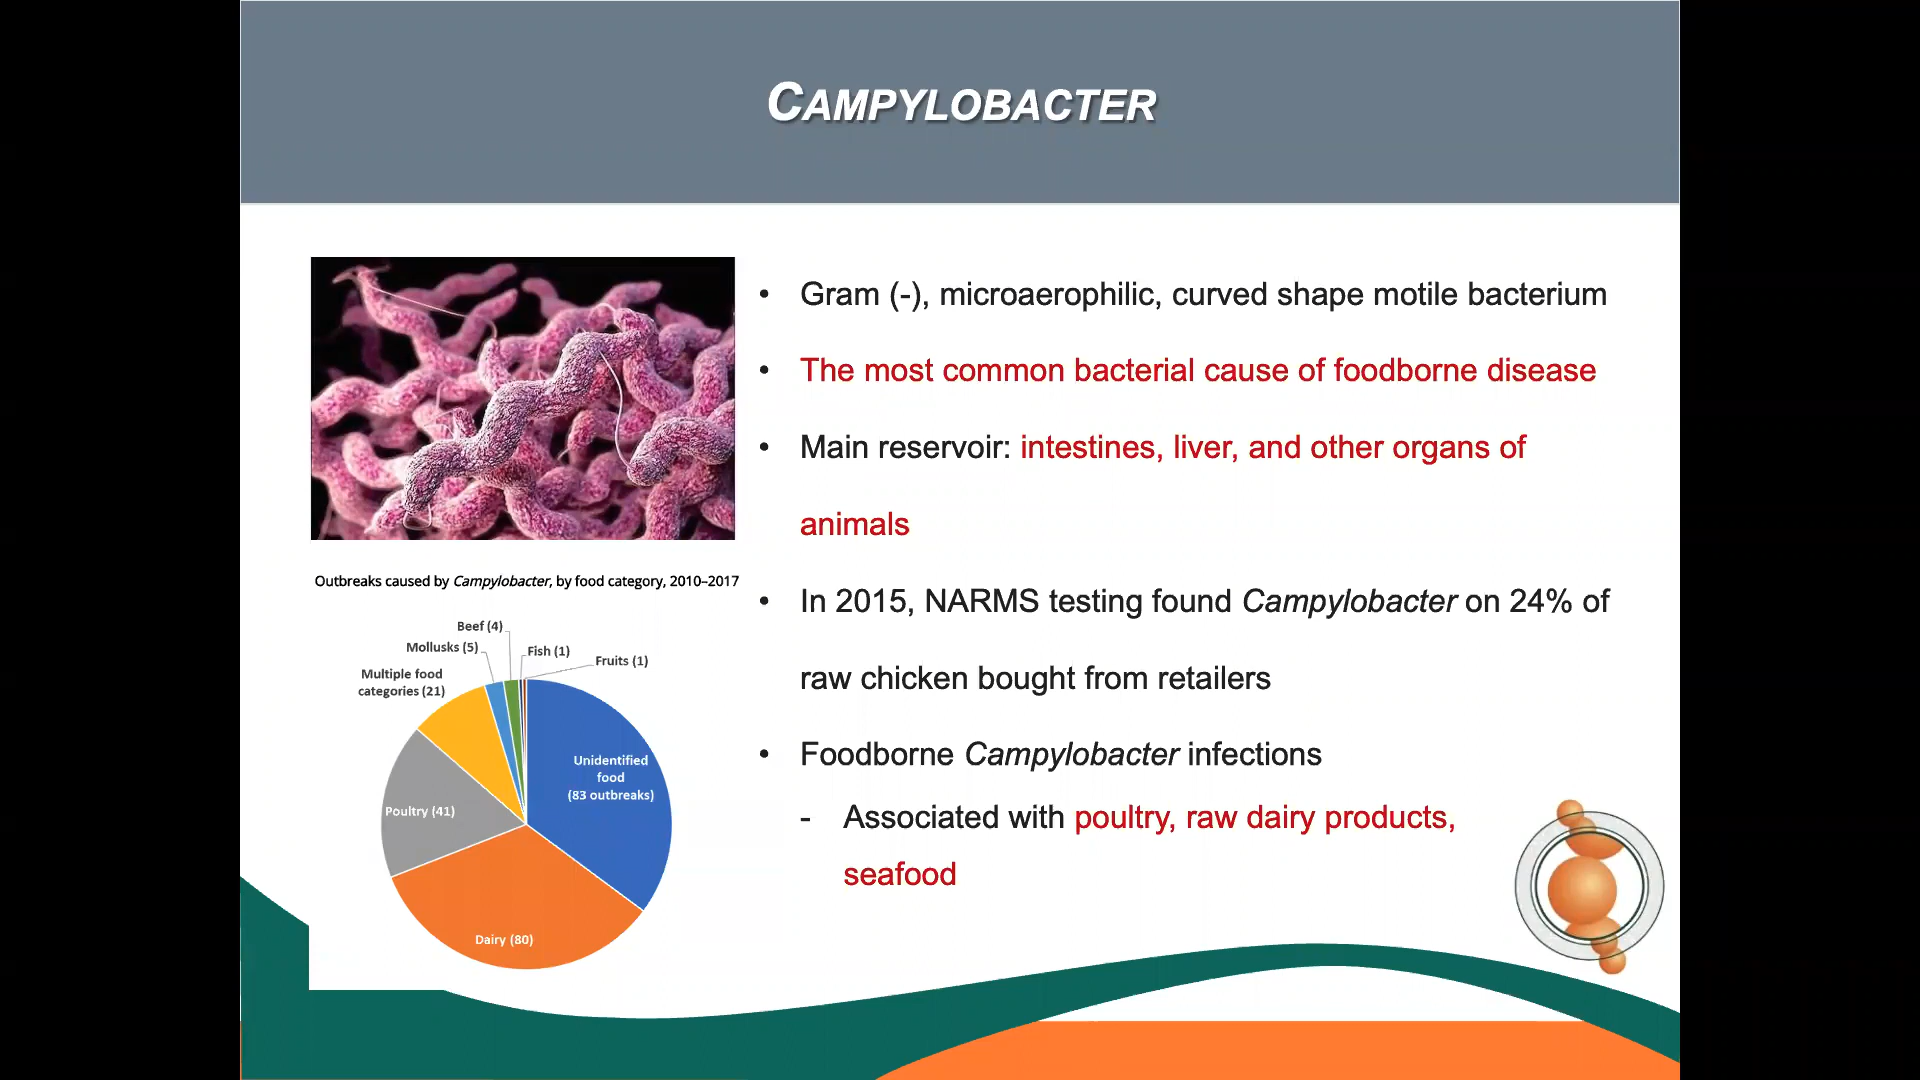 CAMPYLOBACTER
• Gram (-), microaerophilic, curved shape motile bacterium
• The most common bacterial cause of foodborne disease
• Main reservoir: intestines, liver, and other organs of
animals
• In 2015, NARMS testing found Campylobacter on 24% of
raw chicken bought from retailers
• Foodborne Campylobacter infections
- Associated with poultry, raw dairy products,
seafood
Outbreaks caused by Campylobacter, by food category, 2010–2017
Beef (4)
Mollusks (5)
Fish (1)
Fruits (1)
Multiple food
categories (21)
Unidentified
food
(83 outbreaks)
Poultry (41)
Dairy (80)